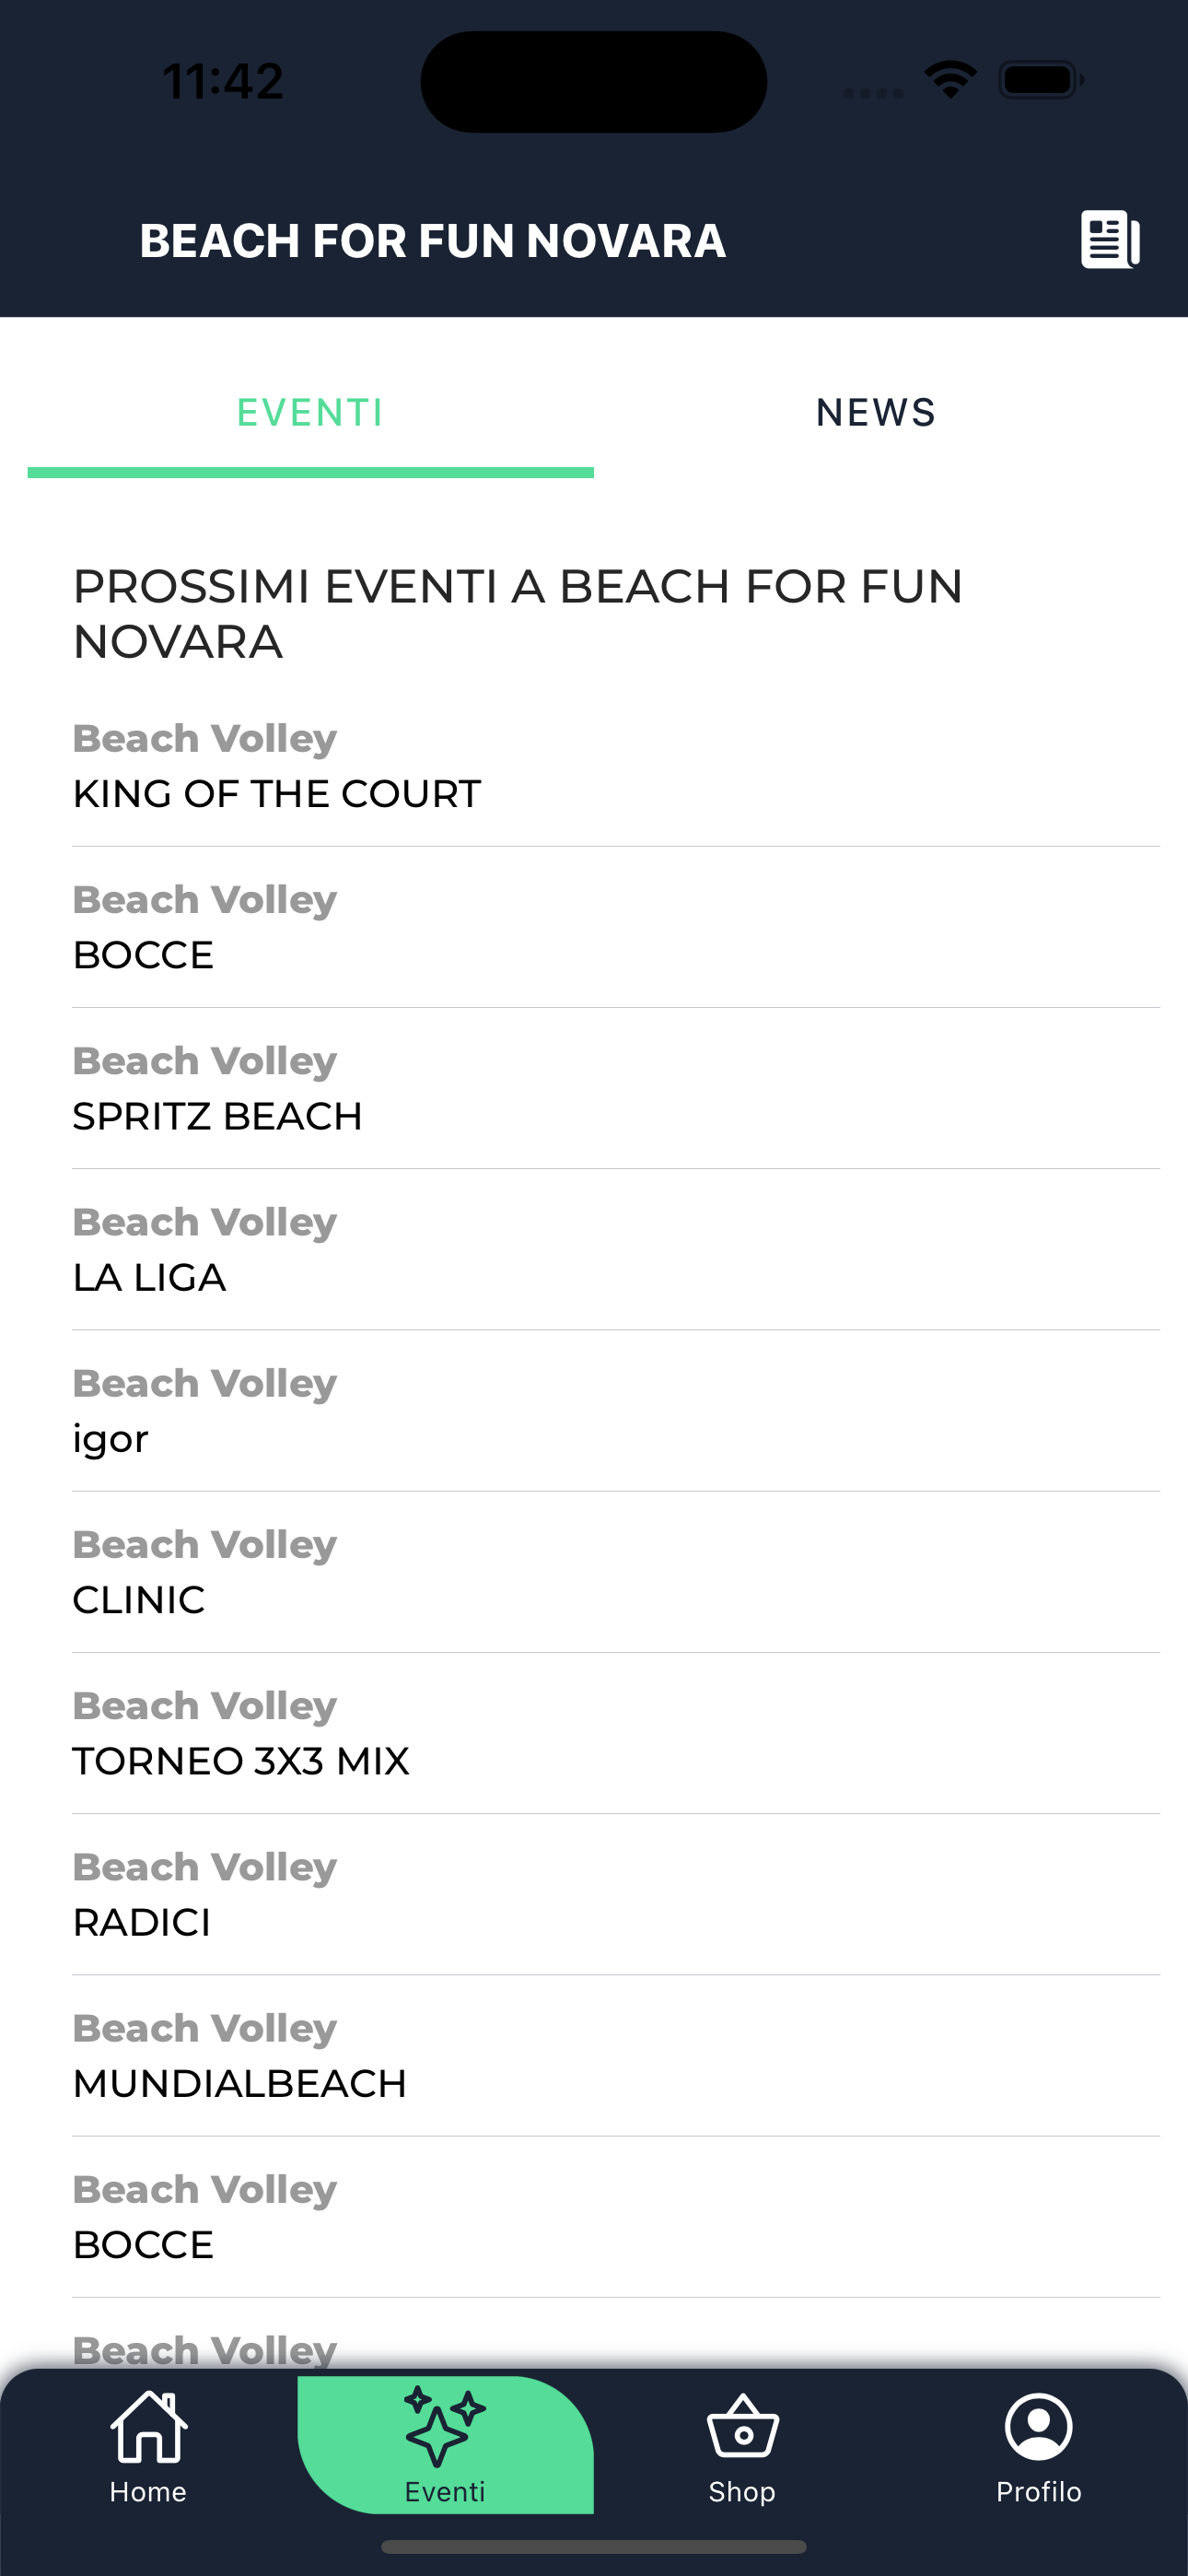 11:42
BEACH FOR FUN NOVARA
EVENTI
NEWS
PROSSIMI EVENTI A BEACH FOR FUN
NOVARA
Beach Volley
KING OF THE COURT
Beach Volley
BOCCE
Beach Volley
SPRITZ BEACH
Beach Volley
LA LIGA
Beach Volley
igor
Beach Volley
CLINIC
Beach Volley
TORNEO 3X3 MIX
Beach Volley
RADICI
Beach Volley
MUNDIALBEACH
Beach Volley
BOCCE
Beach Volley
Home
Eventi
Shop
Profilo